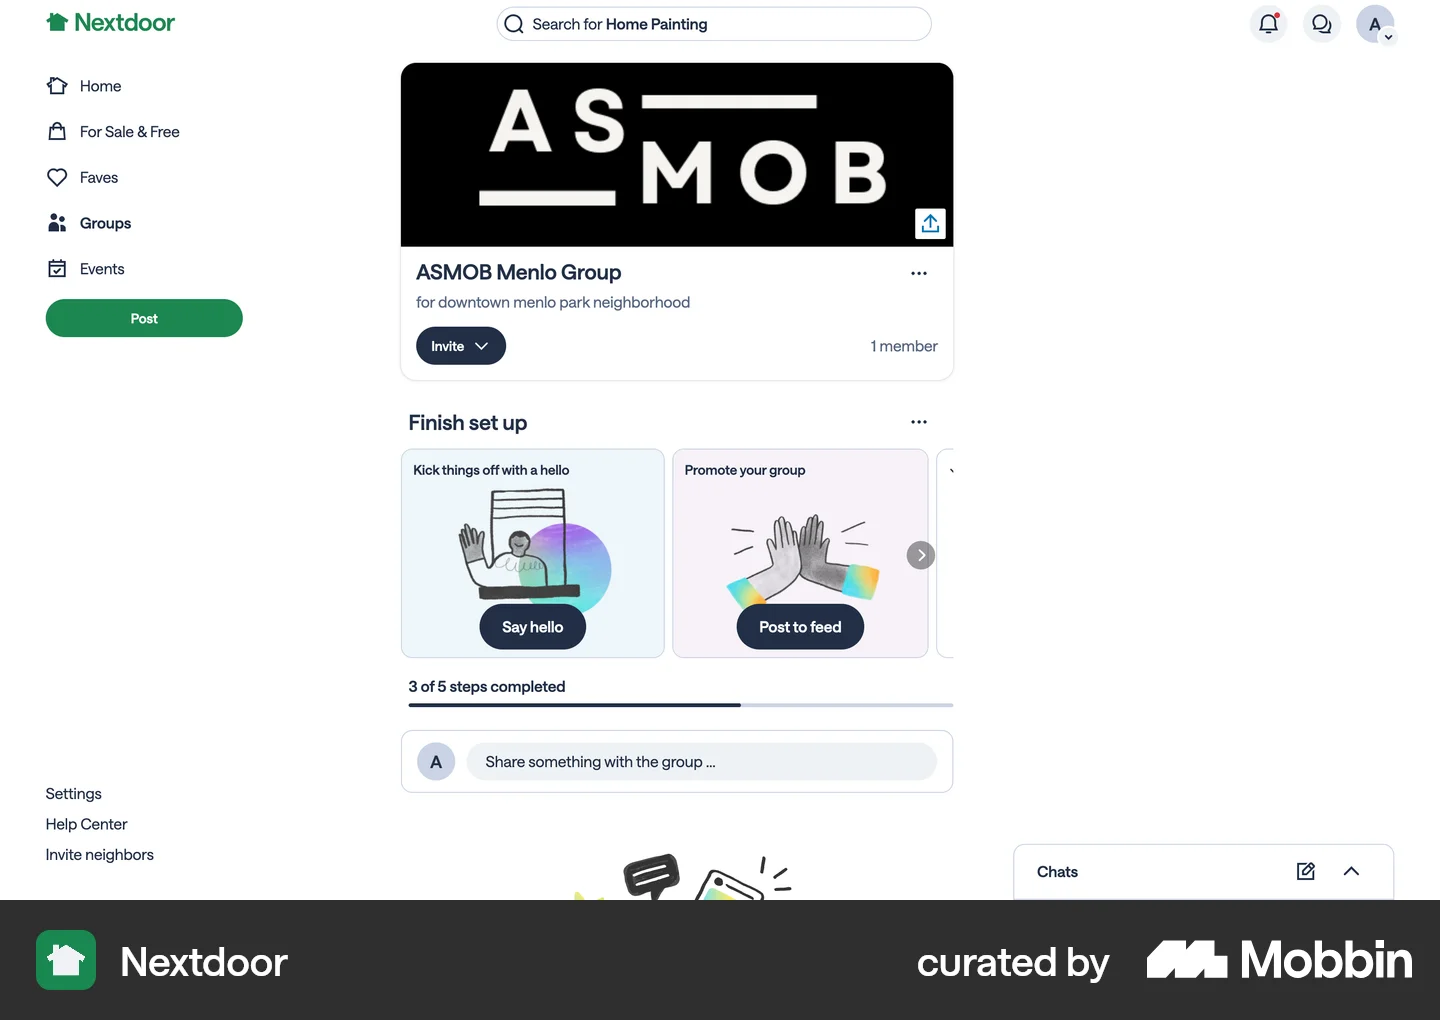 Nextdoor
Search for Home Painting
A
Home
For Sale & Free
Faves
Groups
Events
Post
AS
MOB
ASMOB Menlo Group
for downtown menlo park neighborhood
Invite
1 member
Finish set up
Kick things off with a hello
Say hello
Promote your group
Post to feed
3 of 5 steps completed
A
Share something with the group ...
Settings
Help Center
Invite neighbors
Chats
Nextdoor
curated by
Mobbin